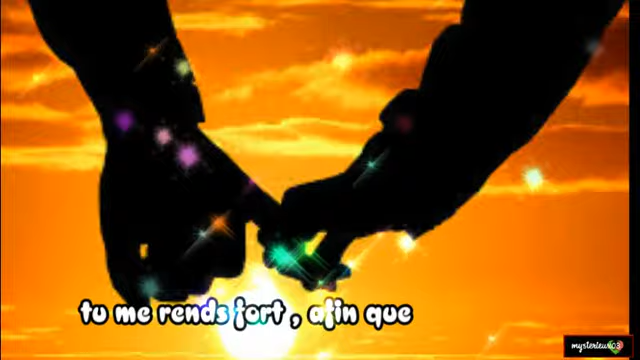 tu me rends fort , afin que
mysterieux03